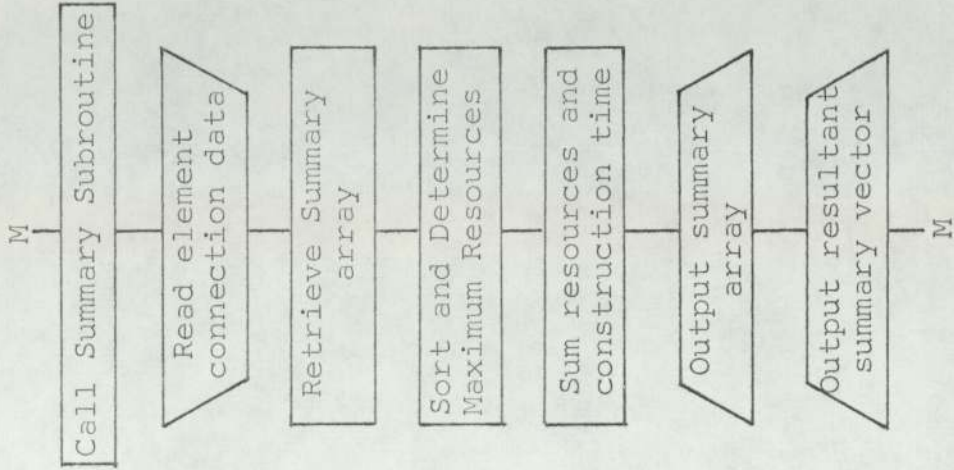 M
Call Summary Subroutine
Read element
connection data
Retrieve Summary
array
Sort and Determine
Maximum Resources
Sum resources and
construction time
Output summary
array
Output resultant
summary vector
M